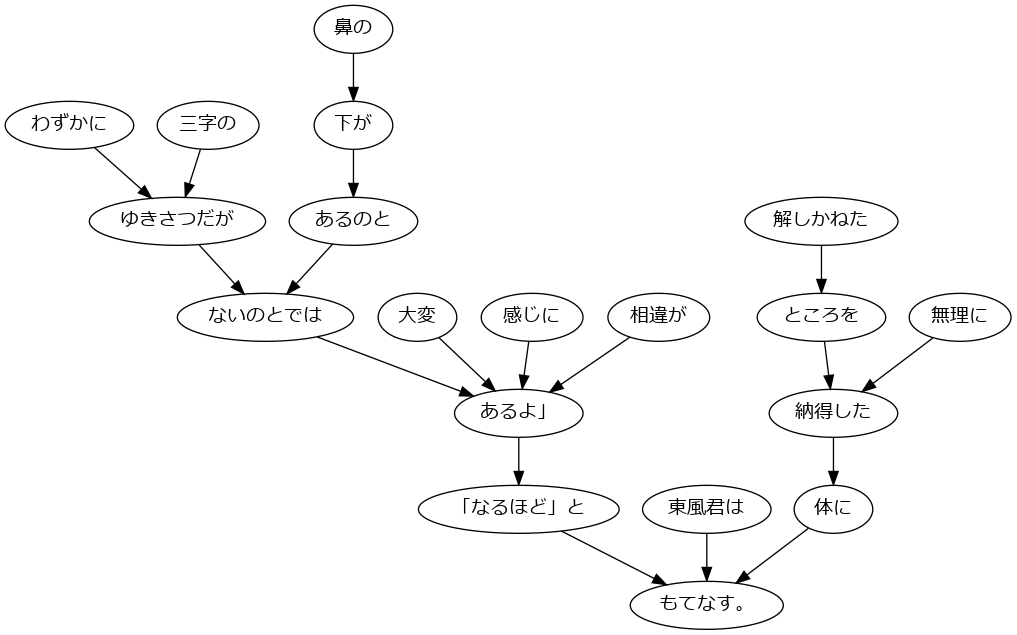 鼻の
わずかに 三字の 下が
ゆきさつだが あるのと 解しかねた
ないのとでは 大変 感じに 相違が ところを 無理に
あるよ」 納得した
「なるほど」と 東風君は 体に
もてなす。